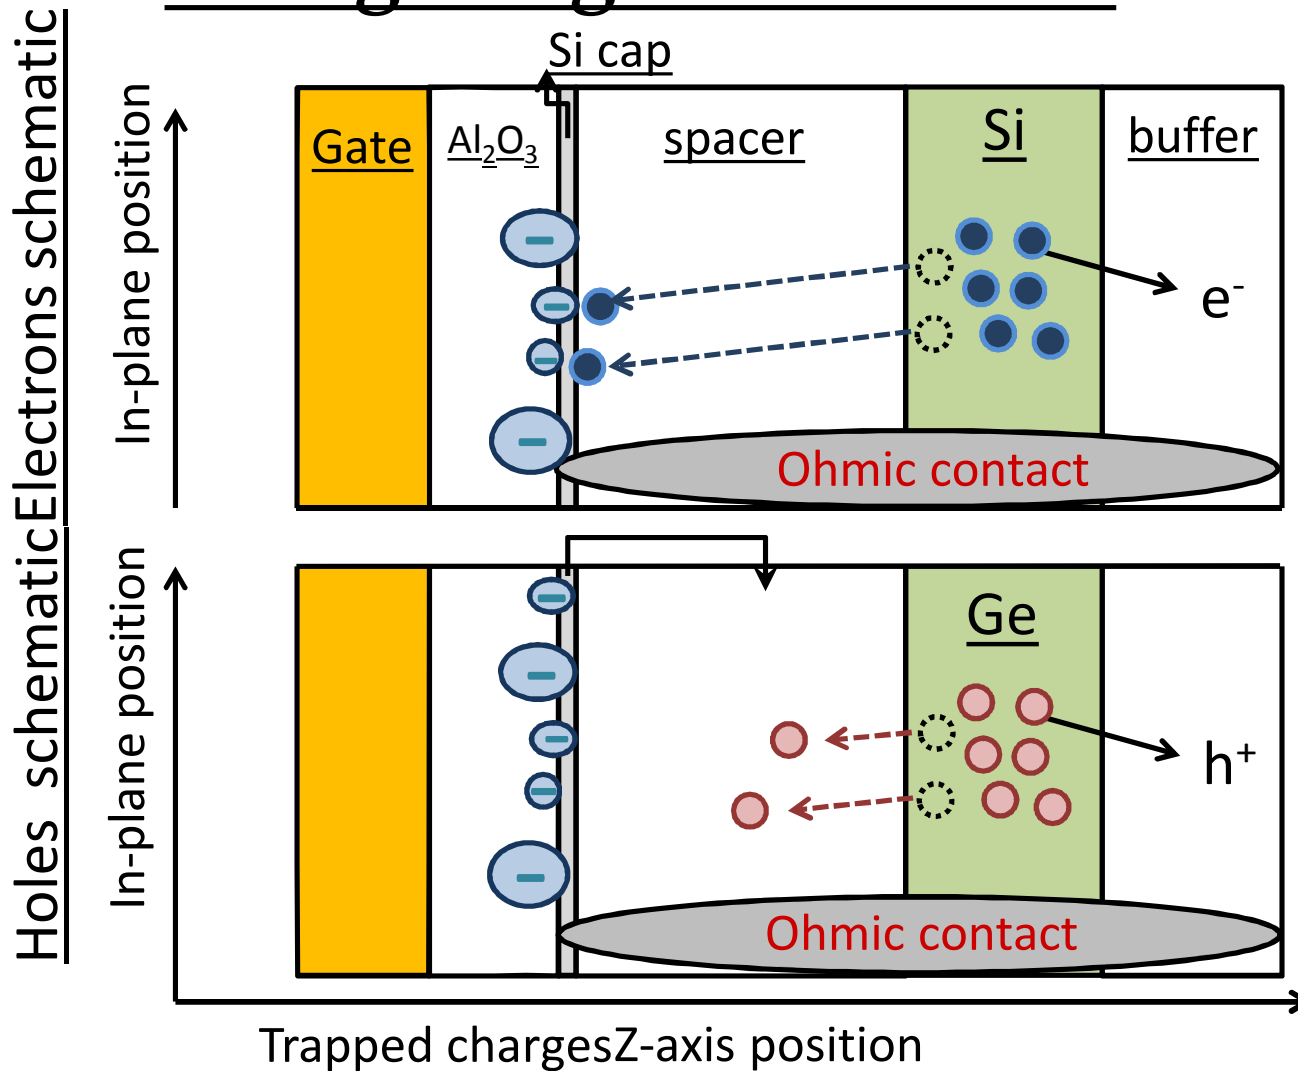 Si cap
Gate
Al2O3
spacer
Si
buffer
e-
Ohmic contact
In-plane position
Electrons schematic
Ge
h+
Ohmic contact
In-plane position
Holes schematic
Trapped chargesZ-axis position